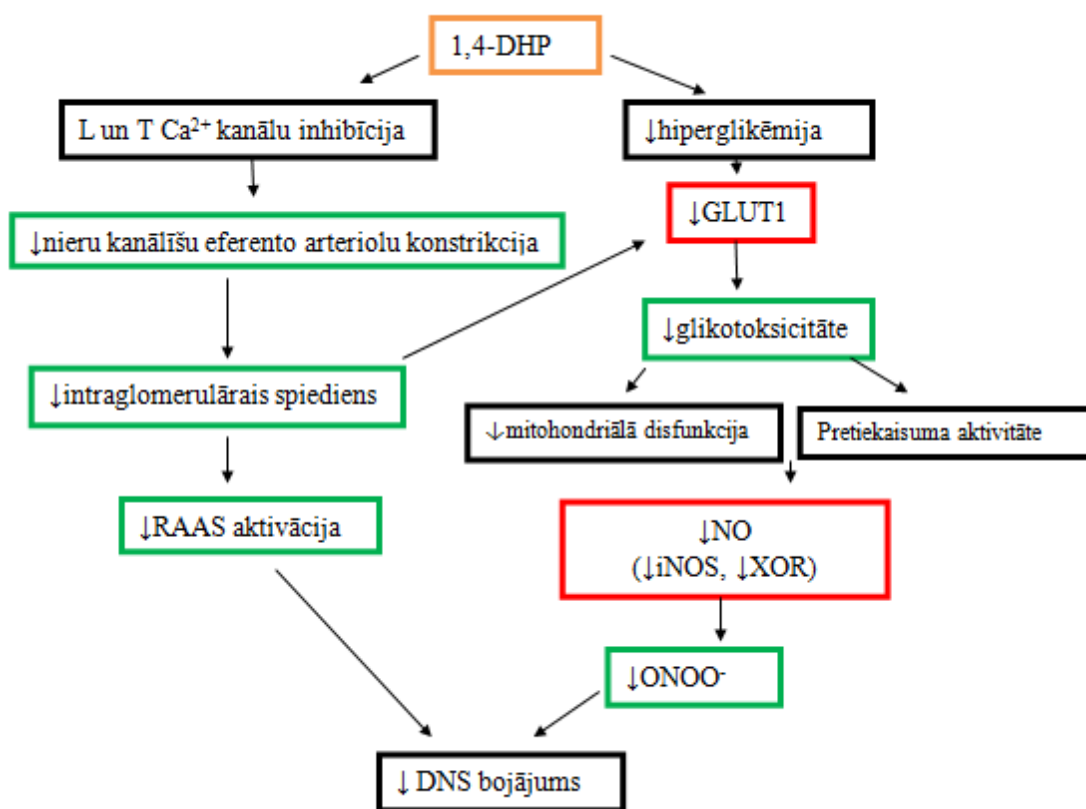 1,4-DHP
L un T Ca²⁺ kanālu inhibīcija
↓hiperglikēmija
↓GLUT1
↓nieru kanālīšu eferento arteriolu konstrikcija
↓glikotoksicitāte
↓intraglomerulārais spiediens
↓mitohondriālā disfunkcija
Pretiekaisuma aktivitāte
↓RAAS aktivācija
↓NO
(↓iNOS, ↓XOR)
↓ONOO⁻
↓ DNS bojājums